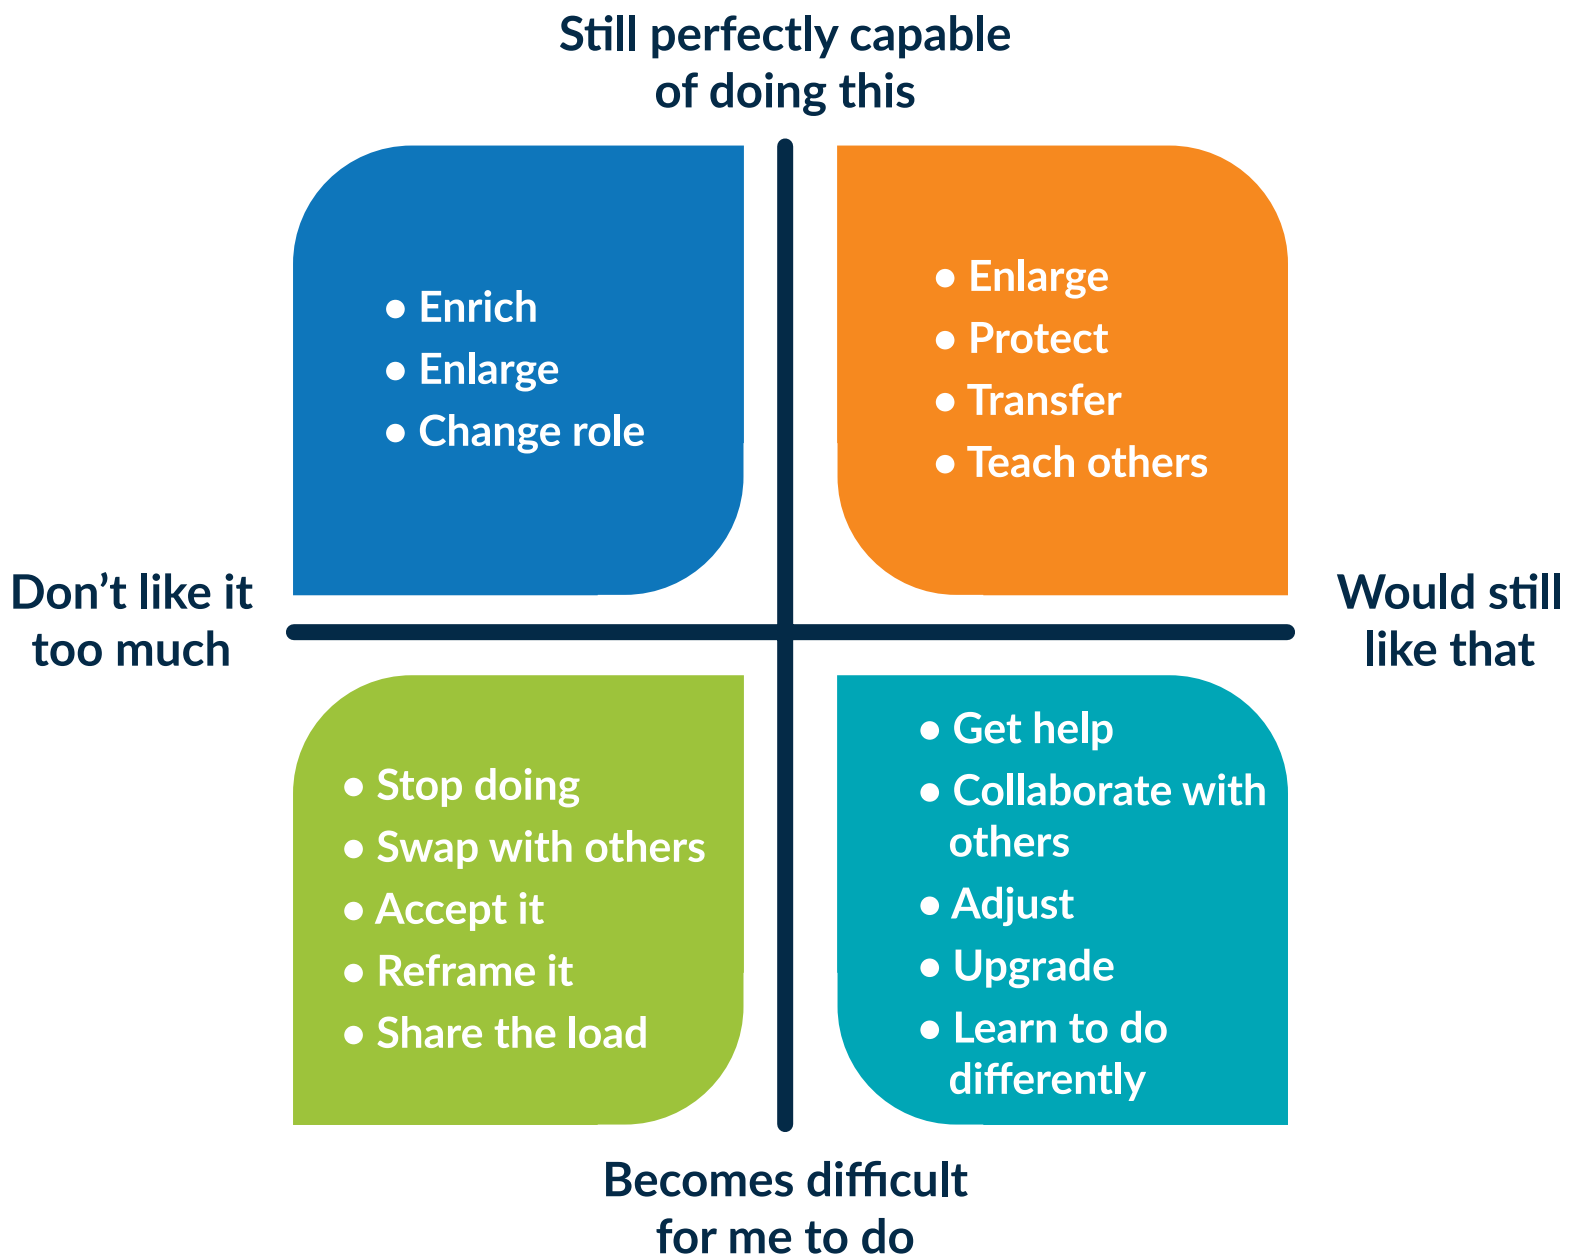 Still perfectly capable
of doing this
• Enrich
• Enlarge
• Change role
• Enlarge
• Protect
• Transfer
• Teach others
Don’t like it
too much
Would still
like that
• Stop doing
• Swap with others
• Accept it
• Reframe it
• Share the load
• Get help
• Collaborate with
others
• Adjust
• Upgrade
• Learn to do
differently
Becomes difficult
for me to do